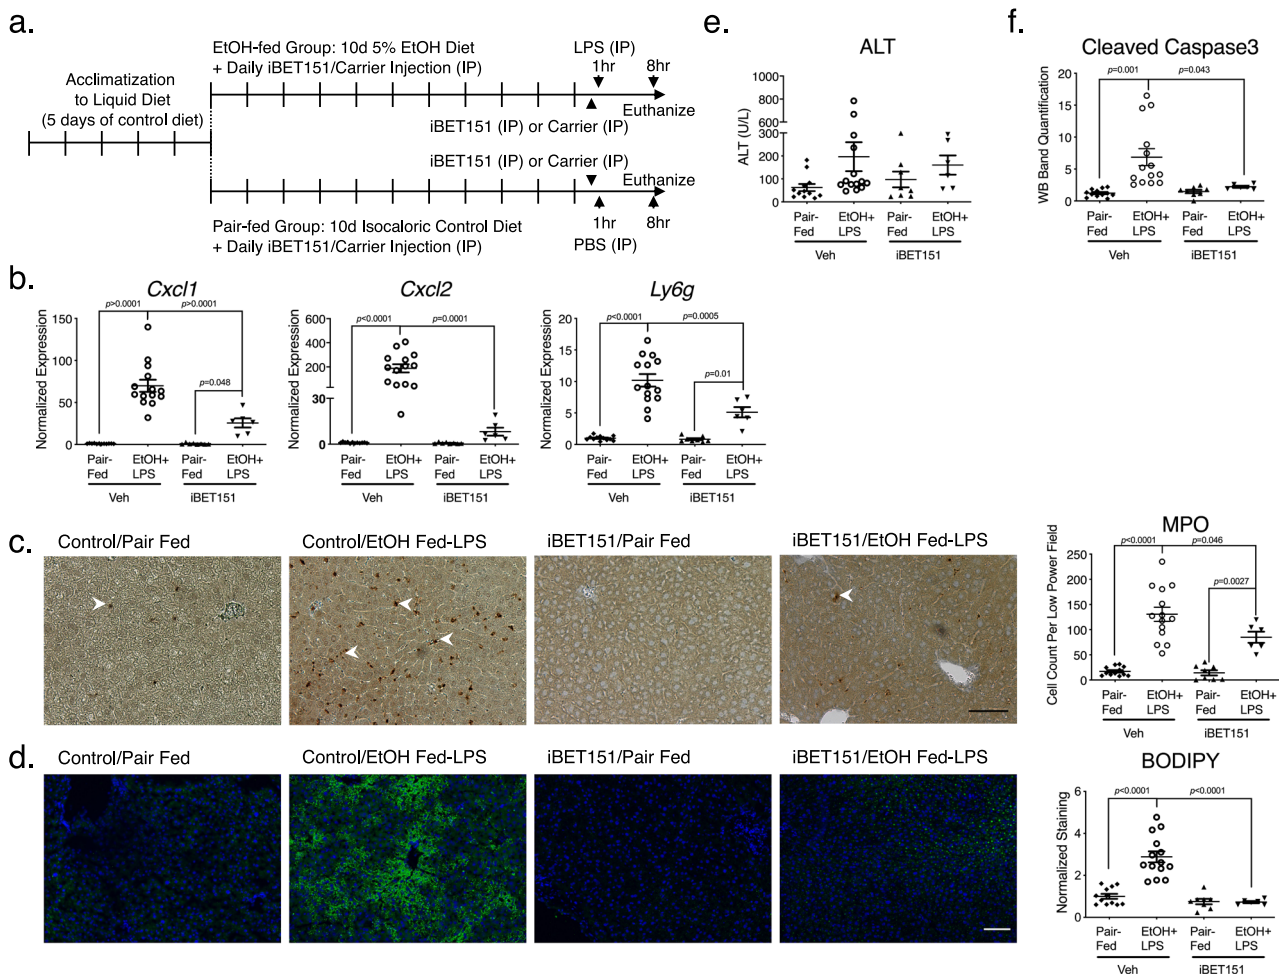 a.
EtOH-fed Group: 10d 5% EtOH Diet
+ Daily iBET151/Carrier Injection (IP)
LPS (IP)
1hr
8hr
Acclimatization
to Liquid Diet
(5 days of control diet)
Euthanize
iBET151 (IP) or Carrier (IP)
iBET151 (IP) or Carrier (IP)
Euthanize
Pair-fed Group: 10d Isocaloric Control Diet
+ Daily iBET151/Carrier Injection (IP)
1hr
8hr
PBS (IP)
e.
ALT
ALT (U/L)
1000
800
600
300
200
100
0
Pair-
Fed
EtOH+
LPS
Pair-
Fed
EtOH+
LPS
Veh
iBET151
f.
Cleaved Caspase3
p=0.001
p=0.043
WB Band Quantification
20
15
10
5
0
Pair-
Fed
EtOH+
LPS
Pair-
Fed
EtOH+
LPS
Veh
iBET151
b.
Cxcl1
p>0.0001
p>0.0001
p=0.048
Normalized Expression
150
100
50
0
Pair-
Fed
EtOH+
LPS
Pair-
Fed
EtOH+
LPS
Veh
iBET151
Cxcl2
p<0.0001
p=0.0001
Normalized Expression
600
400
200
30
0
Pair-
Fed
EtOH+
LPS
Pair-
Fed
EtOH+
LPS
Veh
iBET151
Ly6g
p<0.0001
p=0.0005
p=0.01
Normalized Expression
20
15
10
5
0
Pair-
Fed
EtOH+
LPS
Pair-
Fed
EtOH+
LPS
Veh
iBET151
c.
Control/Pair Fed
Control/EtOH Fed-LPS
iBET151/Pair Fed
iBET151/EtOH Fed-LPS
MPO
p<0.0001
p=0.046
p=0.0027
Cell Count Per Low Power Field
250
200
150
100
50
0
Pair-
Fed
EtOH+
LPS
Pair-
Fed
EtOH+
LPS
Veh
iBET151
d.
Control/Pair Fed
Control/EtOH Fed-LPS
iBET151/Pair Fed
iBET151/EtOH Fed-LPS
BODIPY
p<0.0001
p<0.0001
Normalized Staining
6
4
2
0
Pair-
Fed
EtOH+
LPS
Pair-
Fed
EtOH+
LPS
Veh
iBET151